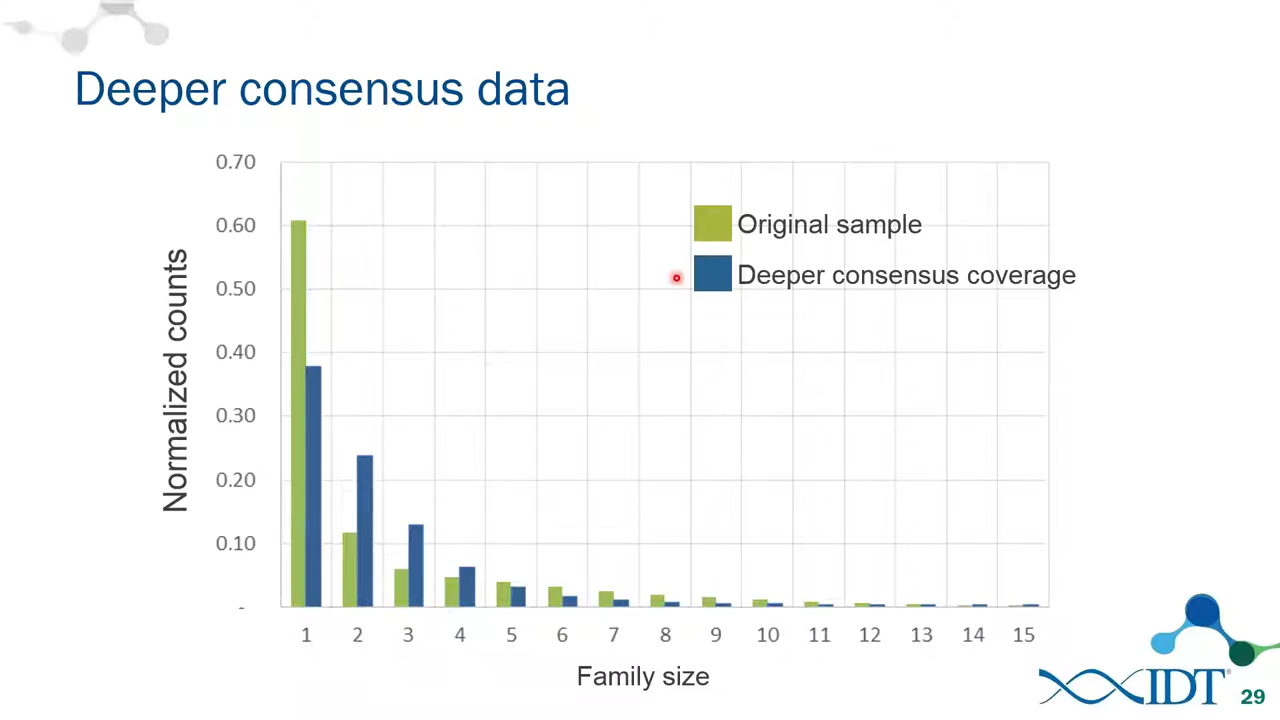 Deeper consensus data
0.70
0.60
0.50
0.40
0.30
0.20
0.10
-
Normalized counts
Original sample
Deeper consensus coverage
1 2 3 4 5 6 7 8 9 10 11 12 13 14 15
Family size
IDT®
29